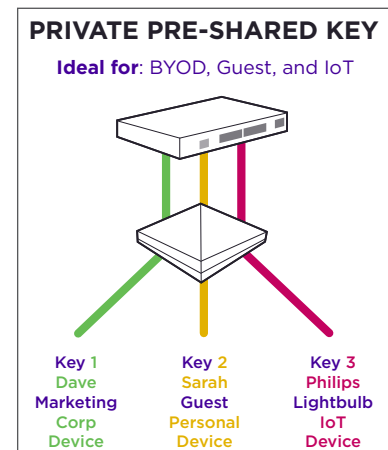 PRIVATE PRE-SHARED KEY
Ideal for: BYOD, Guest, and IoT
Key 1
Dave
Marketing
Corp
Device
Key 2
Sarah
Guest
Personal
Device
Key 3
Philips
Lightbulb
IoT
Device